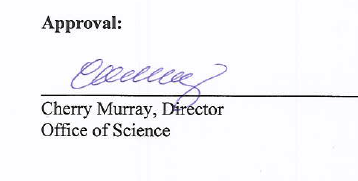 Approval:
Cherry Murray, Director
Office of Science